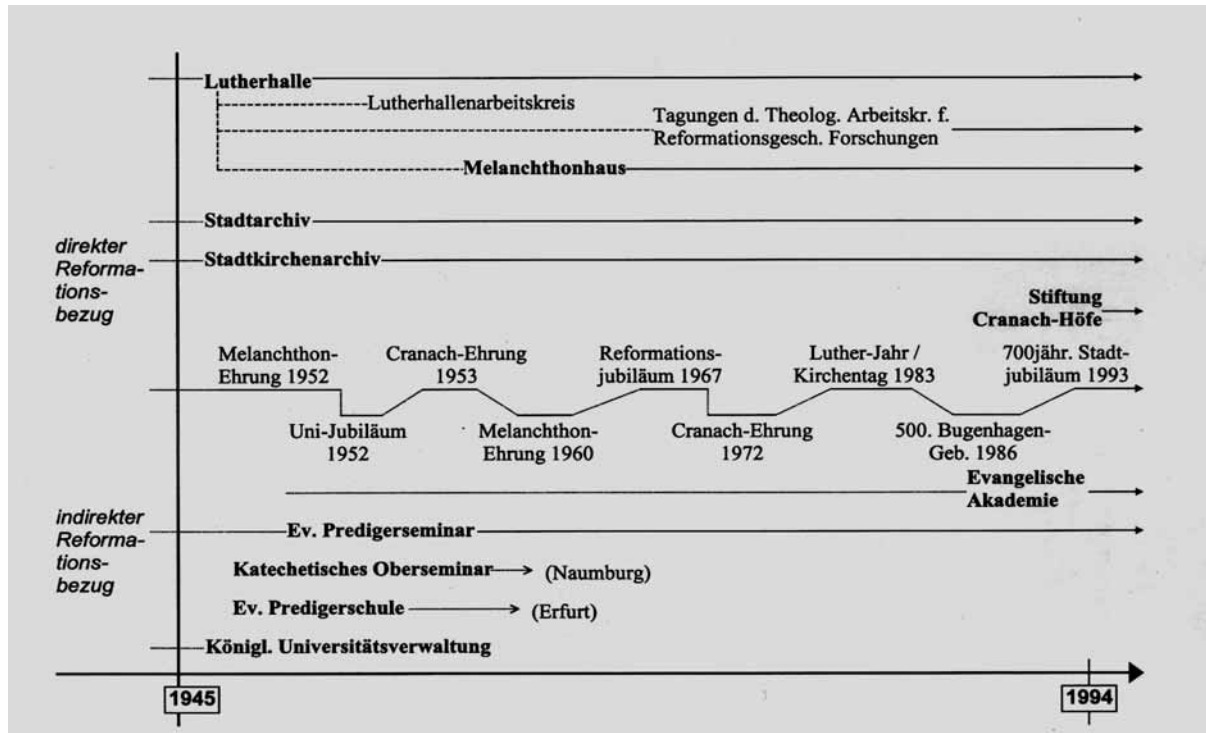 Lutherhalle
Lutherhallenarbeitskreis
Tagungen d. Theolog. Arbeitskr. f.
Reformationsgesch. Forschungen
Melanchthonhaus
Stadtarchiv
direkter
Reforma-
tions-
bezug
Stadtkirchenarchiv
Stiftung
Cranach-Höfe
Melanchthon-
Ehrung 1952
Cranach-Ehrung
1953
Reformations-
jubiläum 1967
Luther-Jahr /
Kirchentag 1983
700jähr. Stadt-
jubiläum 1993
Uni-Jubiläum
1952
Melanchthon-
Ehrung 1960
Cranach-Ehrung
1972
500. Bugenhagen-
Geb. 1986
Evangelische
Akademie
indirekter
Reforma-
tions-
bezug
Ev. Predigerseminar
Katechetisches Oberseminar
(Naumburg)
Ev. Predigerschule
(Erfurt)
Königl. Universitätsverwaltung
1945
1994